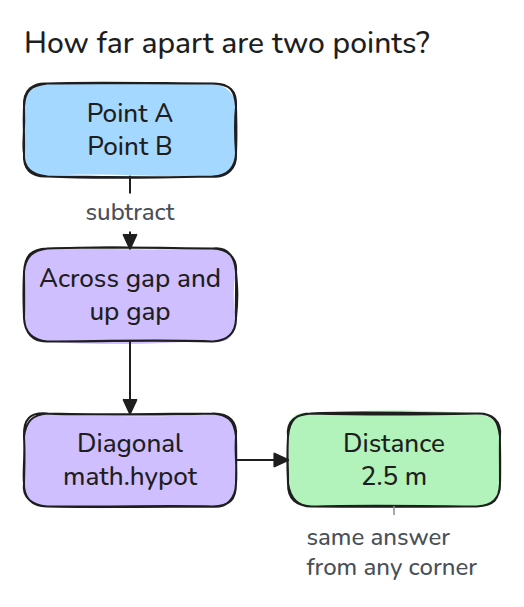 How far apart are two points?
Point A
Point B
subtract
Across gap and
up gap
Diagonal
math.hypot
Distance
2.5 m
same answer
from any corner